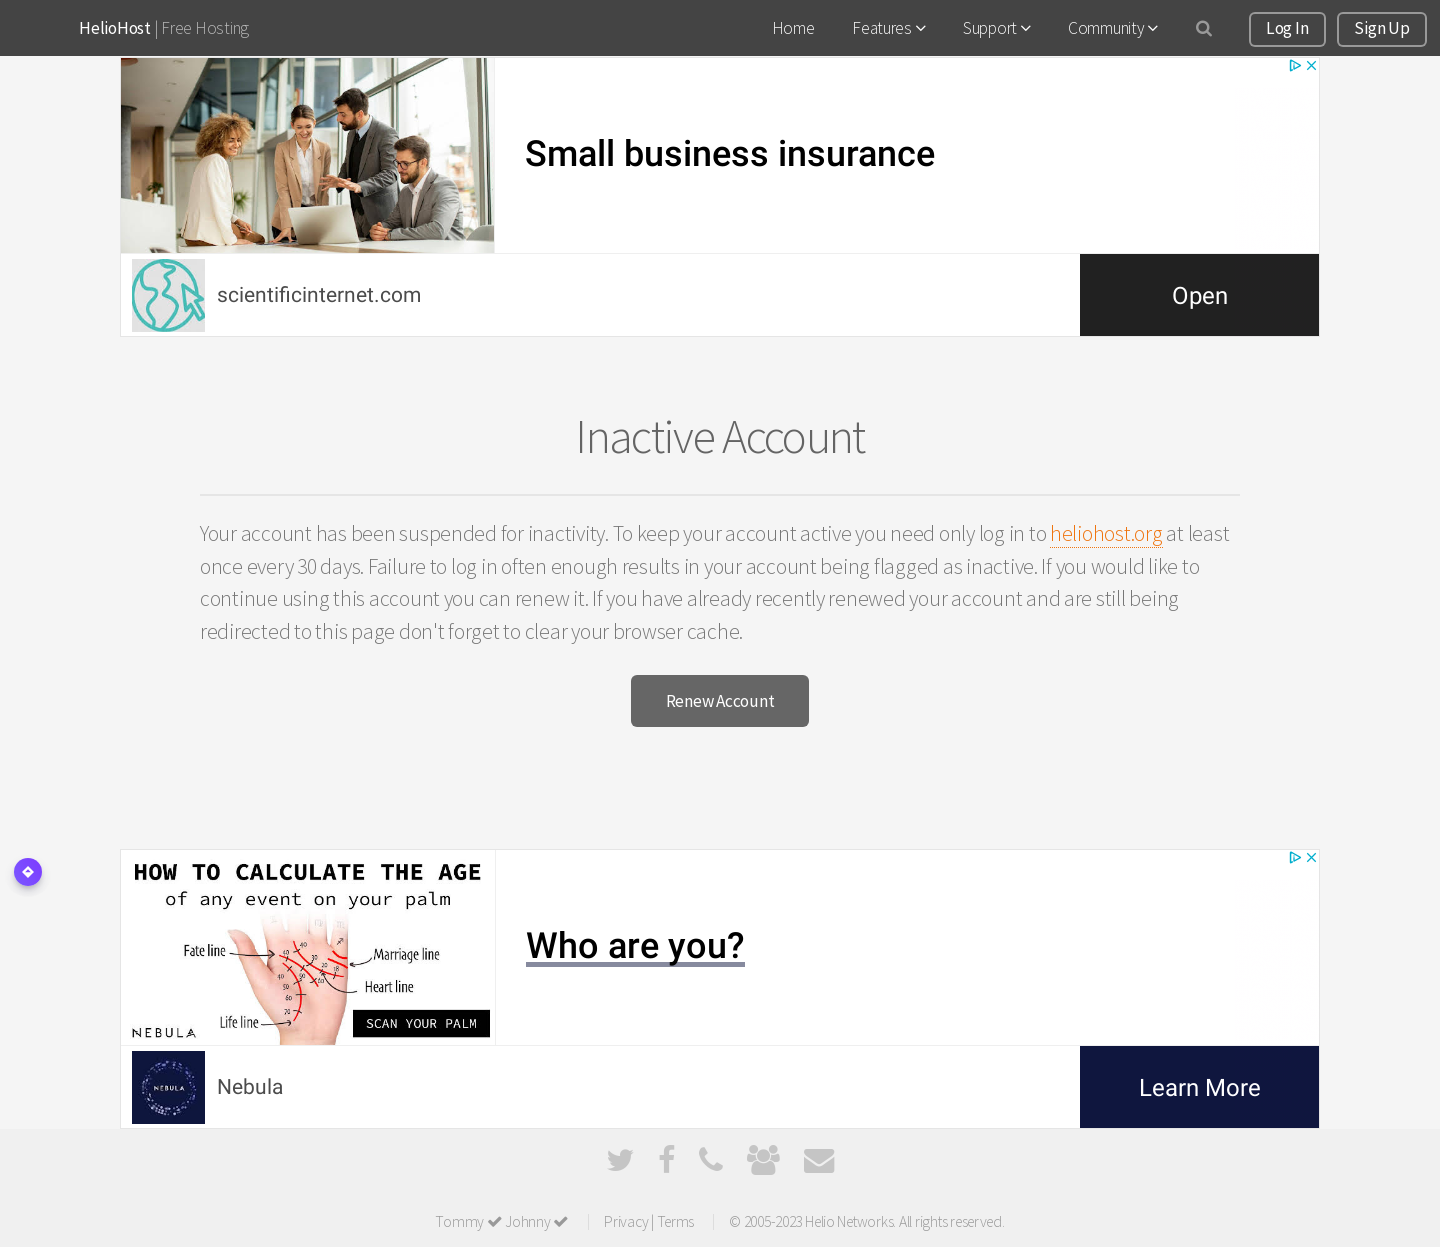 HelioHost | Free Hosting
Home
Features
Support
Community
Log In
Sign Up
Small business insurance
scientificinternet.com
Open
Inactive Account
Your account has been suspended for inactivity. To keep your account active you need only log in to heliohost.org at least
once every 30 days. Failure to log in often enough results in your account being flagged as inactive. If you would like to
continue using this account you can renew it. If you have already recently renewed your account and are still being
redirected to this page don't forget to clear your browser cache.
Renew Account
HOW TO CALCULATE THE AGE
of any event on your palm
Fate line
Marriage line
Heart line
Life line
NEBULA
SCAN YOUR PALM
Who are you?
NEBULA
Nebula
Learn More
Tommy ✔ Johnny ✔ | Privacy | Terms | © 2005-2023 Helio Networks. All rights reserved.